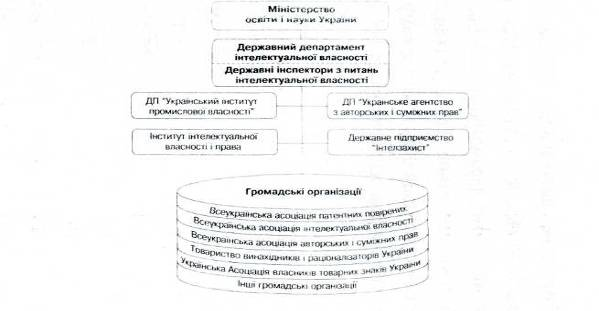 Міністерство
освіти і науки України
Державний департамент
інтелектуальної власності
Державні інспектори з питань
інтелектуальної власності
ДП "Український інститут
промислової власності"
ДП "Українське агентство
з авторських і суміжних прав"
Інститут інтелектуальної
власності і права
Державне підприємство
"Інтелзахист"
Громадські організації
Всеукраїнська асоціація патентних повірених
Всеукраїнська асоціація інтелектуальної власності
Всеукраїнська асоціація авторських і суміжних прав
Товариство винахідників і раціоналізаторів України
Українська Асоціація власників товарних знаків України
Інші громадські організації